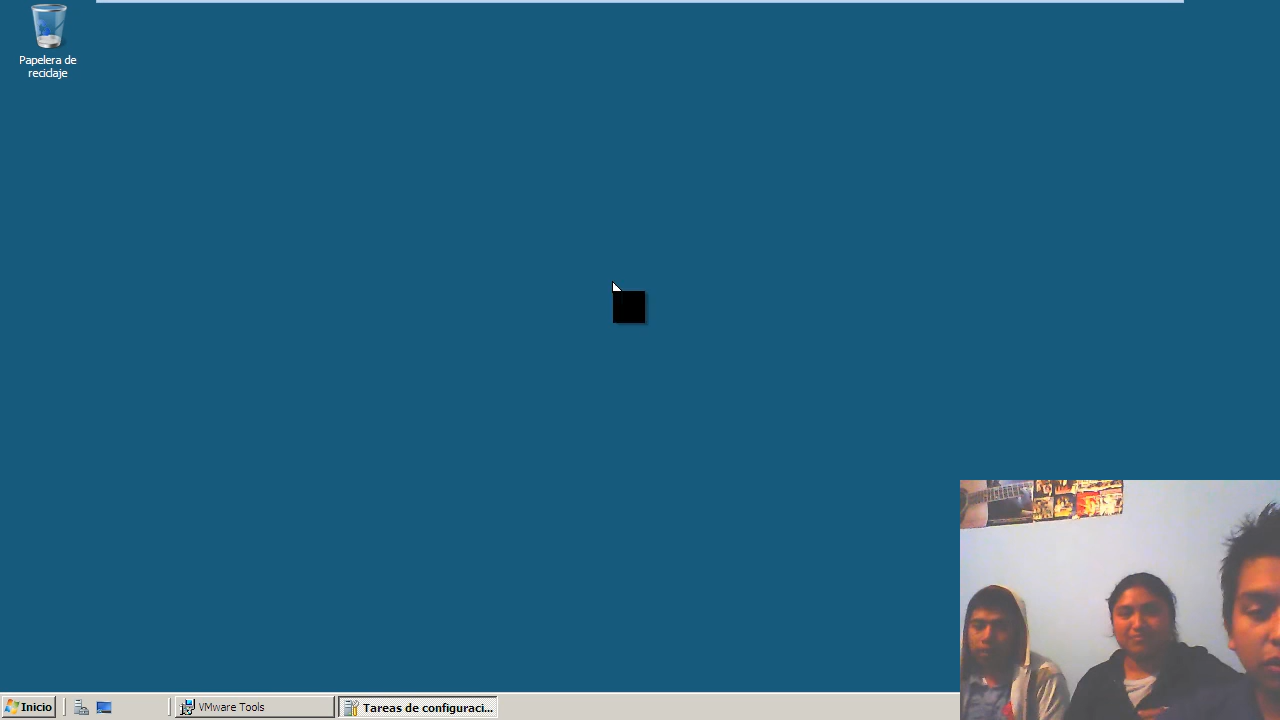 Papelera de
reciclaje
Inicio
VMware Tools
Tareas de configuraci...